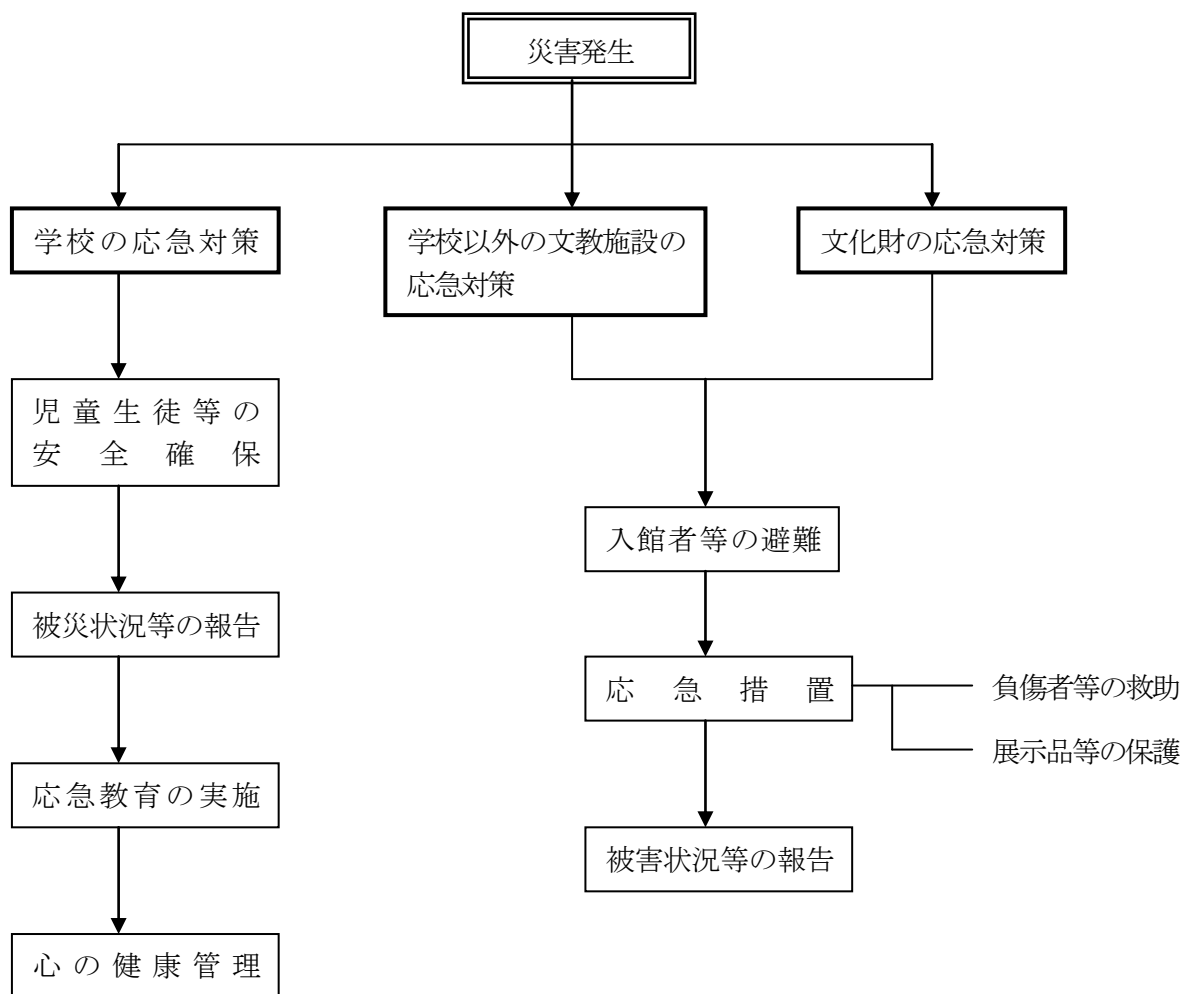 災害発生
学校の応急対策
学校以外の文教施設の
応急対策
文化財の応急対策
児童生徒等の
安全確保
被災状況等の報告
応急教育の実施
心の健康管理
入館者等の避難
応急措置
負傷者等の救助
展示品等の保護
被害状況等の報告